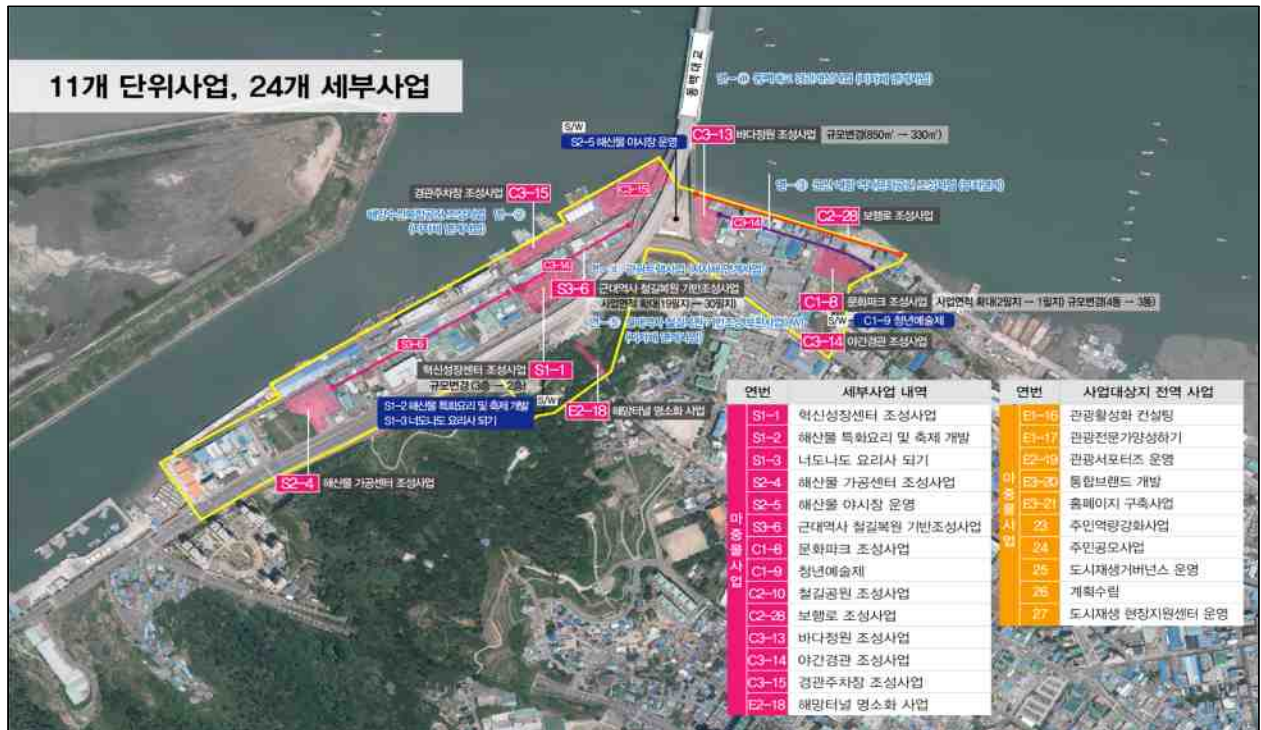 11개 단위사업, 24개 세부사업
동백대교
S/W
S2-5 해산물 야시장 운영
C3-13 바다정원 조성사업 규모변경(850㎡ → 330㎡)
경관주차장 조성사업 C3-15
C3-15
C3-14
C2-28 보행로 조성사업
C3-14
S3-6 근대역사 철길복원 기반조성사업
사업면적 확대(19필지 → 30필지)
C1-8 문화파크 조성사업 사업면적 확대(2필지 → 1필지) 규모변경(4동 → 3동)
S/W C1-9 청년예술제
C3-14 야간경관 조성사업
S3-6
혁신성장센터 조성사업 S1-1
규모변경 (3층 → 2층)
S/W
S1-2 해산물 특화요리 및 축제 개발
S1-3 너도나도 요리사 되기
E2-18 해망터널 명소화 사업
S2-4 해산물 가공센터 조성사업
연번 세부사업 내역
마중물사업
S1-1 혁신성장센터 조성사업
S1-2 해산물 특화요리 및 축제 개발
S1-3 너도나도 요리사 되기
S2-4 해산물 가공센터 조성사업
S2-5 해산물 야시장 운영
S3-6 근대역사 철길복원 기반조성사업
C1-8 문화파크 조성사업
C1-9 청년예술제
C2-10 철길공원 조성사업
C2-28 보행로 조성사업
C3-13 바다정원 조성사업
C3-14 야간경관 조성사업
C3-15 경관주차장 조성사업
E2-18 해망터널 명소화 사업
연번 사업대상지 전역 사업
마중물사업
E1-16 관광활성화 컨설팅
E1-17 관광전문가양성하기
E2-19 관광서포터즈 운영
E3-20 통합브랜드 개발
E3-21 홈페이지 구축사업
23 주민역량강화사업
24 주민공모사업
25 도시재생거버넌스 운영
26 계획수립
27 도시재생 현장지원센터 운영